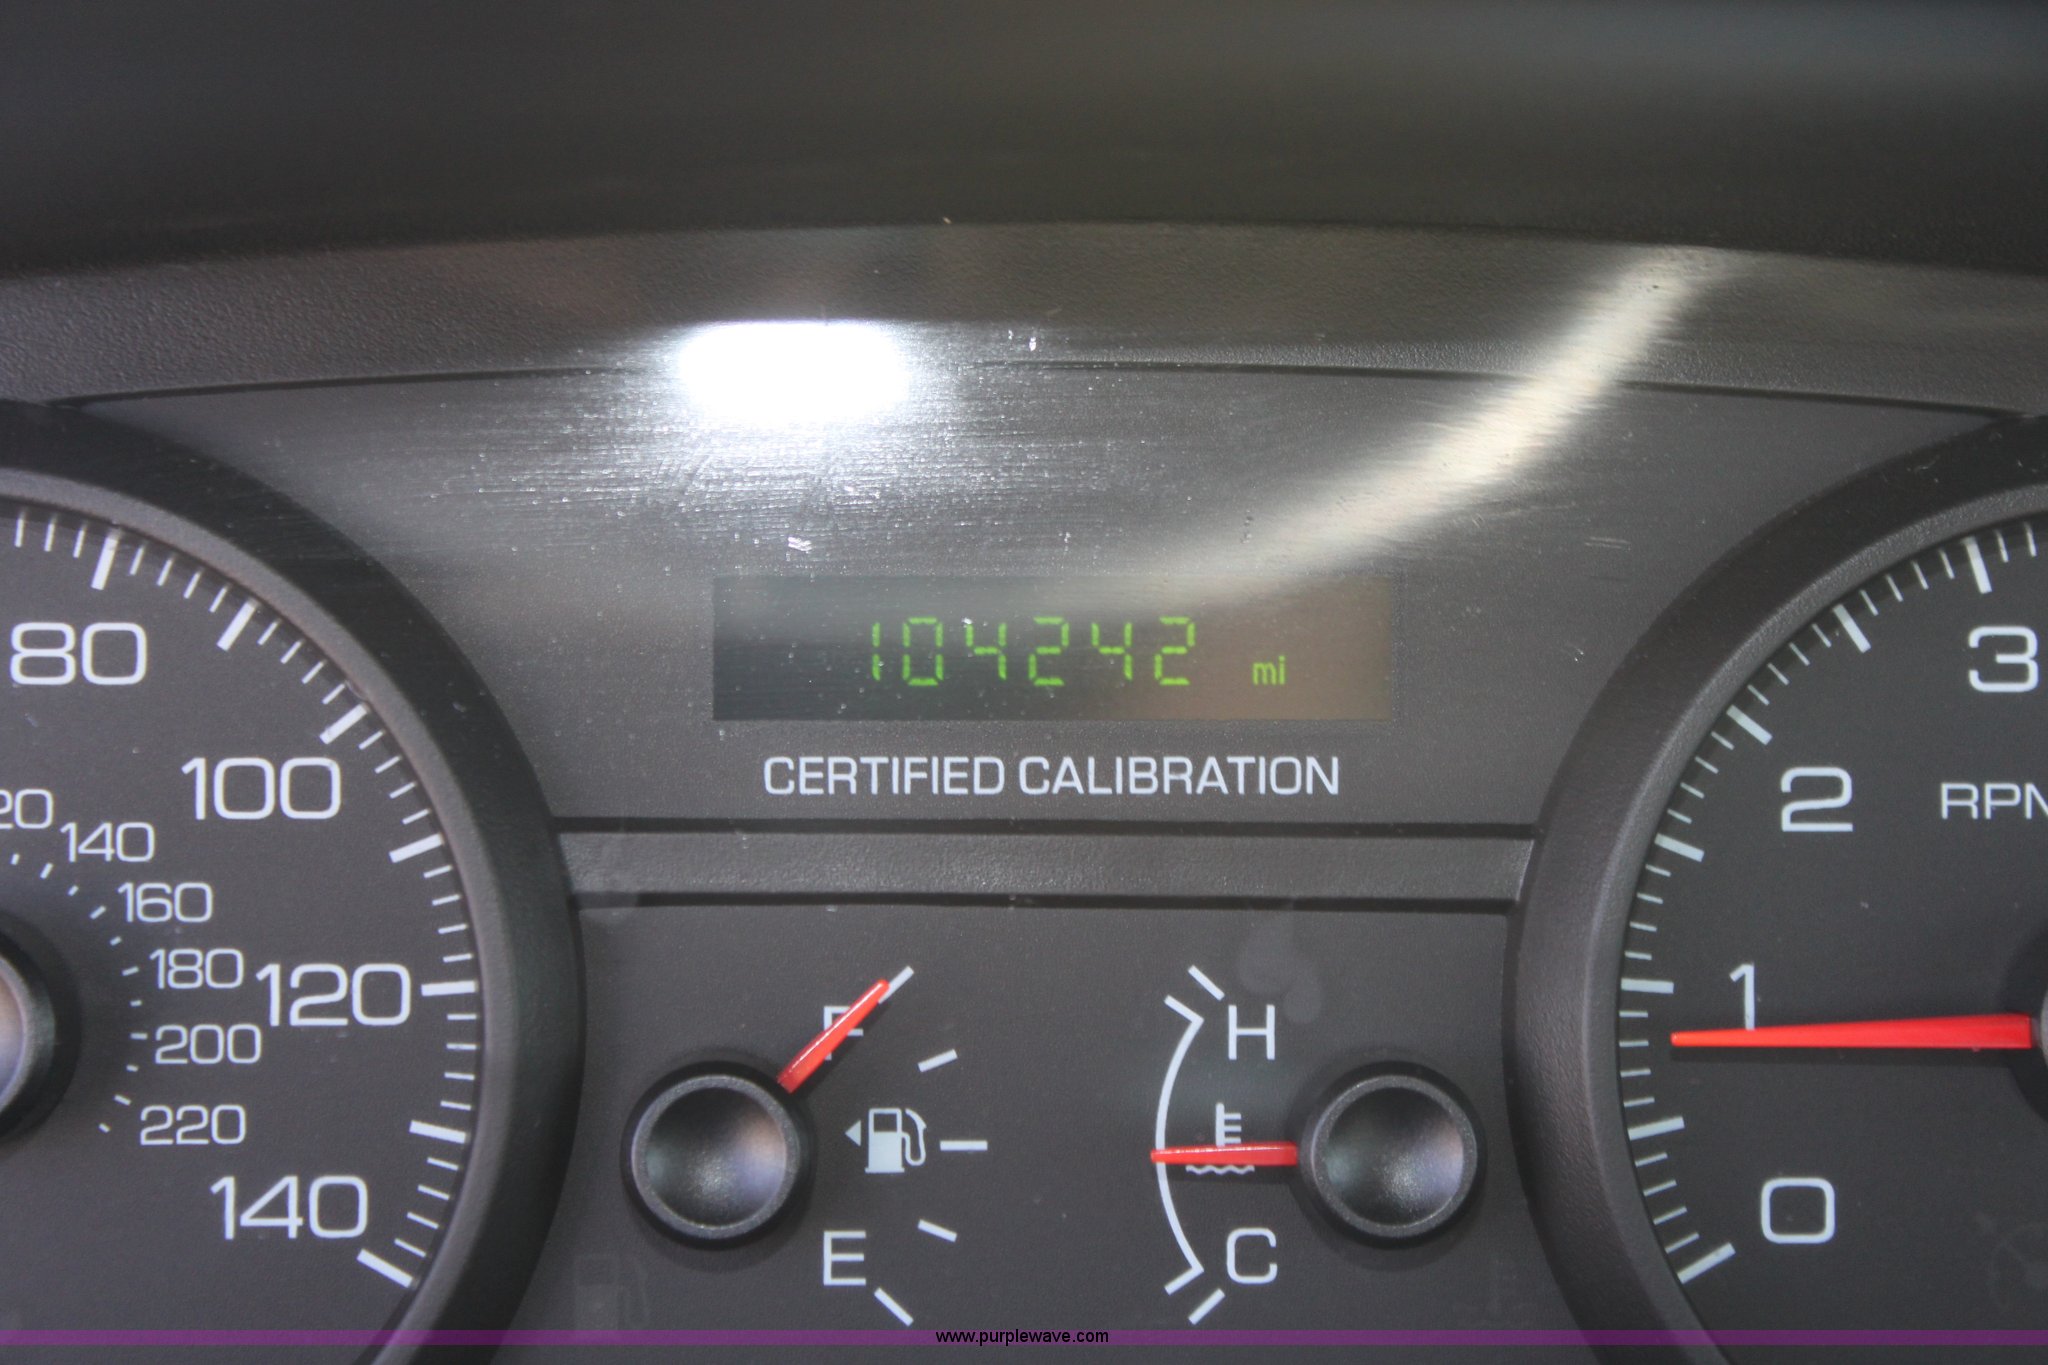 104242 mi
CERTIFIED CALIBRATION
80
100
120
140
20
140
160
180
200
220
F
E
H
C
3
2
1
0
RPM
www.purplewave.com